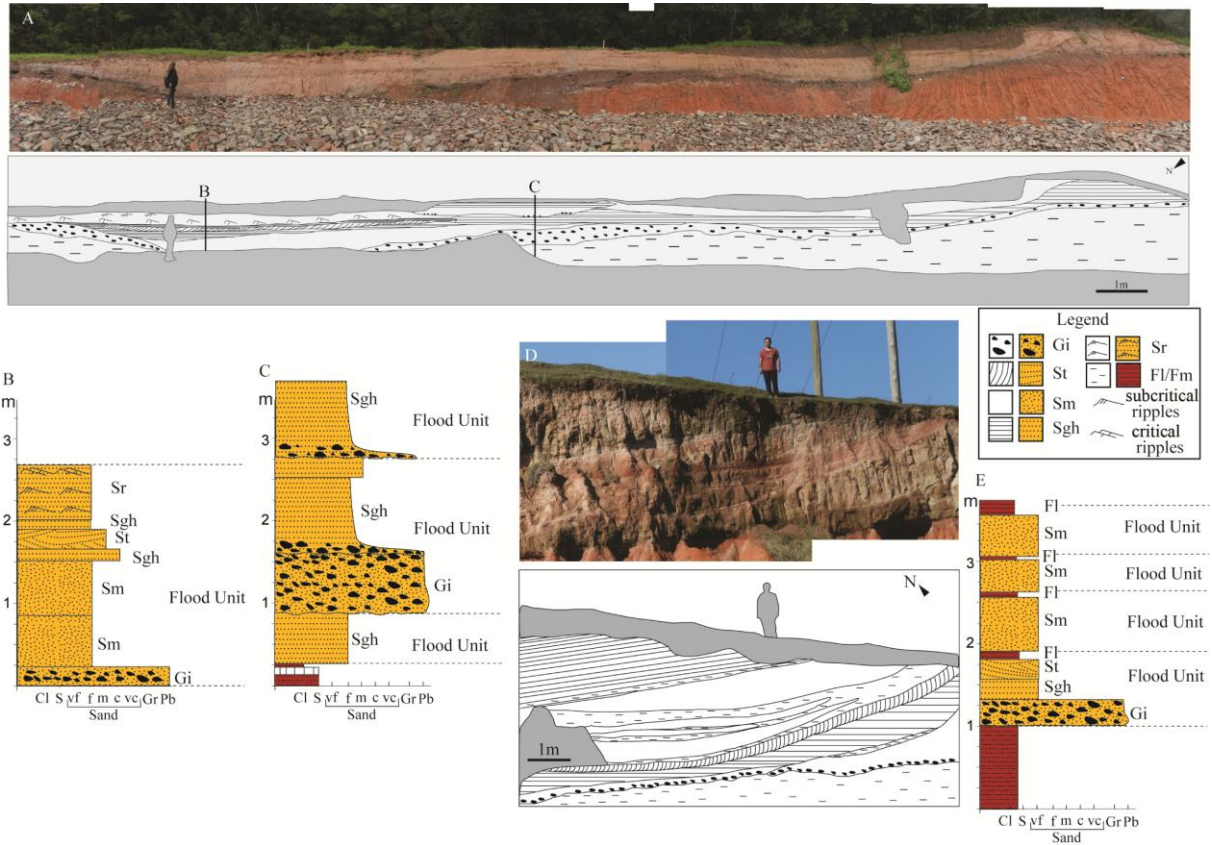 A
N
B
C
1m
Legend
Gi
Sr
St
Fl/Fm
Sm
subcritical
ripples
Sgh
critical
ripples
B
m
3
2
1
Sr
Sgh
St
Sgh
Sm
Flood Unit
Sm
Gi
Cl S vf f m c vc Gr Pb
Sand
C
m
3
2
1
Sgh
Flood Unit
Sgh
Flood Unit
Gi
Sgh
Flood Unit
Cl S vf f m c vc Gr Pb
Sand
D
N
1m
E
m
3
2
1
Fl
Sm
Flood Unit
Fl
Sm
Flood Unit
Fl
Sm
Flood Unit
Fl
St
Flood Unit
Sgh
Gi
Cl S vf f m c vc Gr Pb
Sand